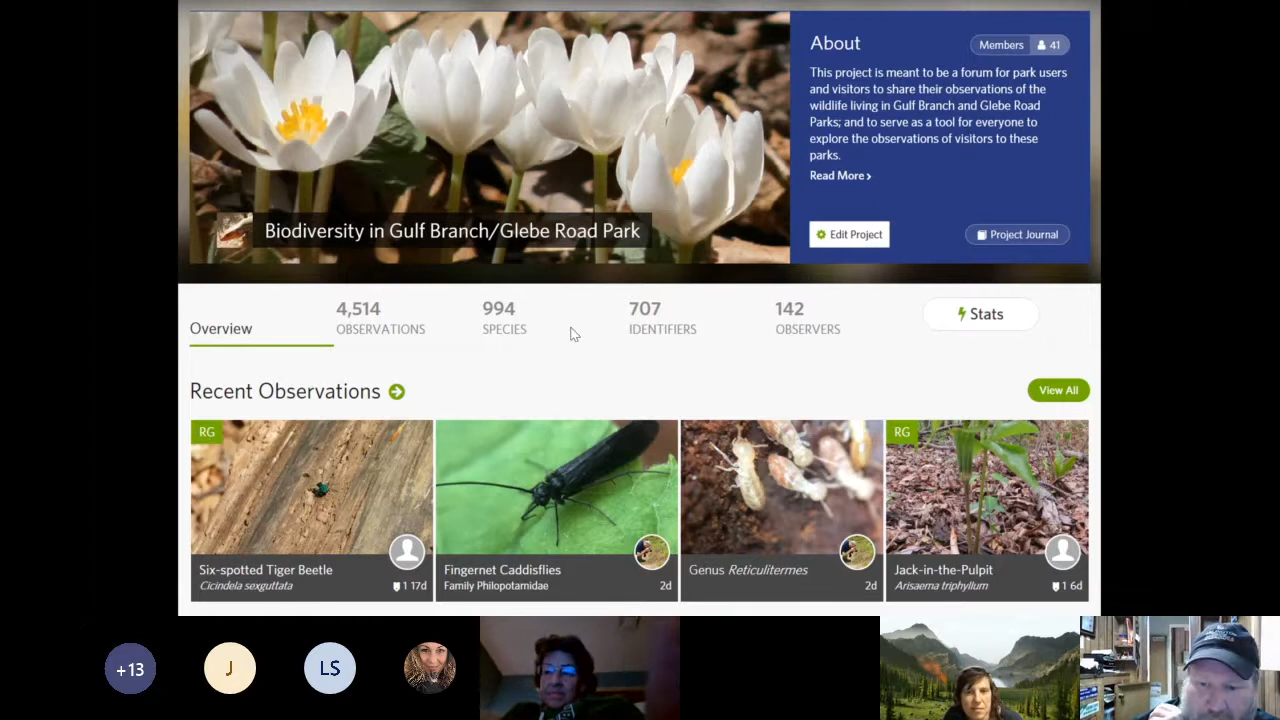 About
Members 41
This project is meant to be a forum for park users
and visitors to share their observations of the
wildlife living in Gulf Branch and Glebe Road
Parks; and to serve as a tool for everyone to
explore the observations of visitors to these
parks.
Read More >
Biodiversity in Gulf Branch/Glebe Road Park
Edit Project
Project Journal
Overview
4,514
OBSERVATIONS
994
SPECIES
707
IDENTIFIERS
142
OBSERVERS
Stats
Recent Observations
View All
RG
Six-spotted Tiger Beetle
Cicindela sexguttata
1 17d
Fingernet Caddisflies
Family Philopotamidae
2d
Genus Reticulitermes
2d
RG
Jack-in-the-Pulpit
Arisaema triphyllum
1 6d
+13
J
LS